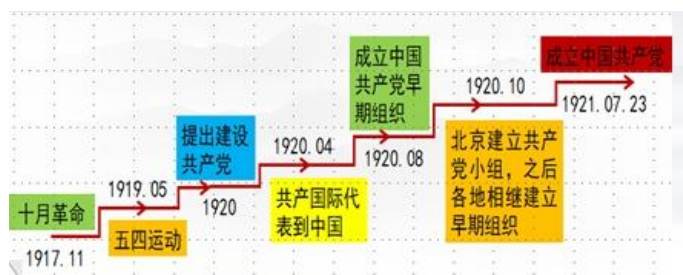 十月革命
1917.11
1919.05
五四运动
提出建设
共产党
1920
1920.04
共产国际代
表到中国
成立中国
共产党早
期组织
1920.08
1920.10
北京建立共产
党小组，之后
各地相继建立
早期组织
成立中国共产党
1921.07.23